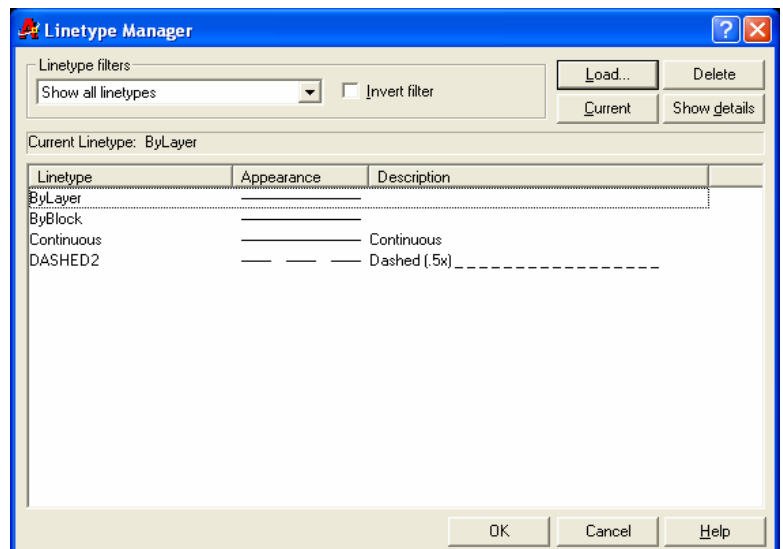 Linetype Manager
Linetype filters
Show all linetypes
Invert filter
Load...
Delete
Current
Show details
Current Linetype: ByLayer
Linetype Appearance Description
ByLayer
ByBlock
Continuous Continuous
DASHED2 Dashed (.5x) _ _ _ _ _ _ _ _ _ _ _ _ _ _ _ _ _ _
OK Cancel Help